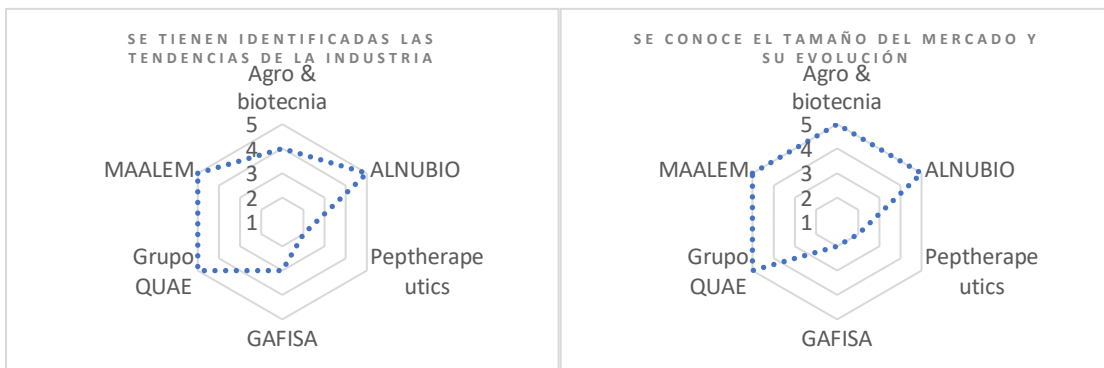 SE TIENEN IDENTIFICADAS LAS
TENDENCIAS DE LA INDUSTRIA
Agro &
biotecnia
5
4
3
2
1
MAALEM
ALNUBIO
Grupo
QUAE
Peptherape
utics
GAFISA
SE CONOCE EL TAMAÑO DEL MERCADO Y
SU EVOLUCIÓN
Agro &
biotecnia
5
4
3
2
1
MAALEM
ALNUBIO
Grupo
QUAE
Peptherape
utics
GAFISA